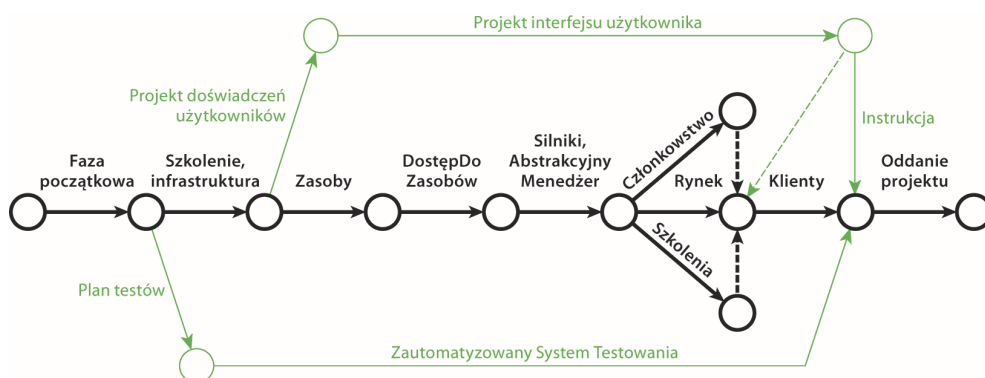 Projekt interfejsu użytkownika
Projekt doświadczeń
użytkowników
Instrukcja
Faza
początkowa
Szkolenie,
infrastruktura
Zasoby
DostępDo
Zasobów
Silniki,
Abstrakcyjny
Menedżer
Członkowstwo
Rynek
Szkolenia
Klienty
Oddanie
projektu
Plan testów
Zautomatyzowany System Testowania